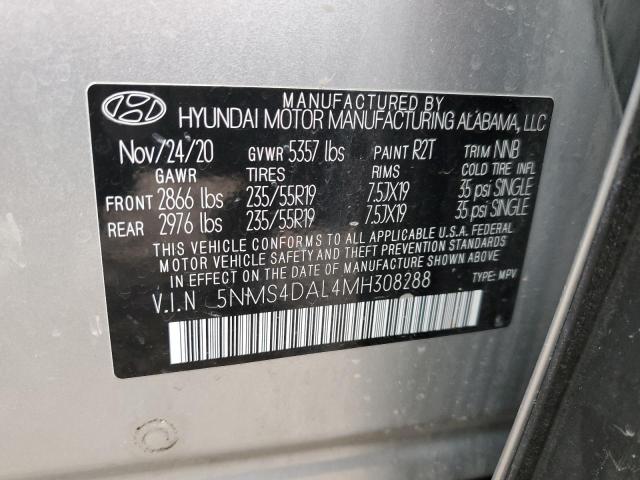 MANUFACTURED BY
HYUNDAI MOTOR MANUFACTURING ALABAMA, LLC
Nov/24/20 GVWR 5357 lbs PAINT R2T TRIM NNB
GAWR TIRES RIMS COLD TIRE INFL
FRONT 2866 lbs 235/55R19 7.5JX19 35 psi SINGLE
REAR 2976 lbs 235/55R19 7.5JX19 35 psi SINGLE
THIS VEHICLE CONFORMS TO ALL APPLICABLE U.S.A. FEDERAL
MOTOR VEHICLE SAFETY AND THEFT PREVENTION STANDARDS
IN EFFECT ON THE DATE OF MANUFACTURE SHOWN ABOVE.
V.I.N 5NMS4DAL4MH308288 TYPE: MPV